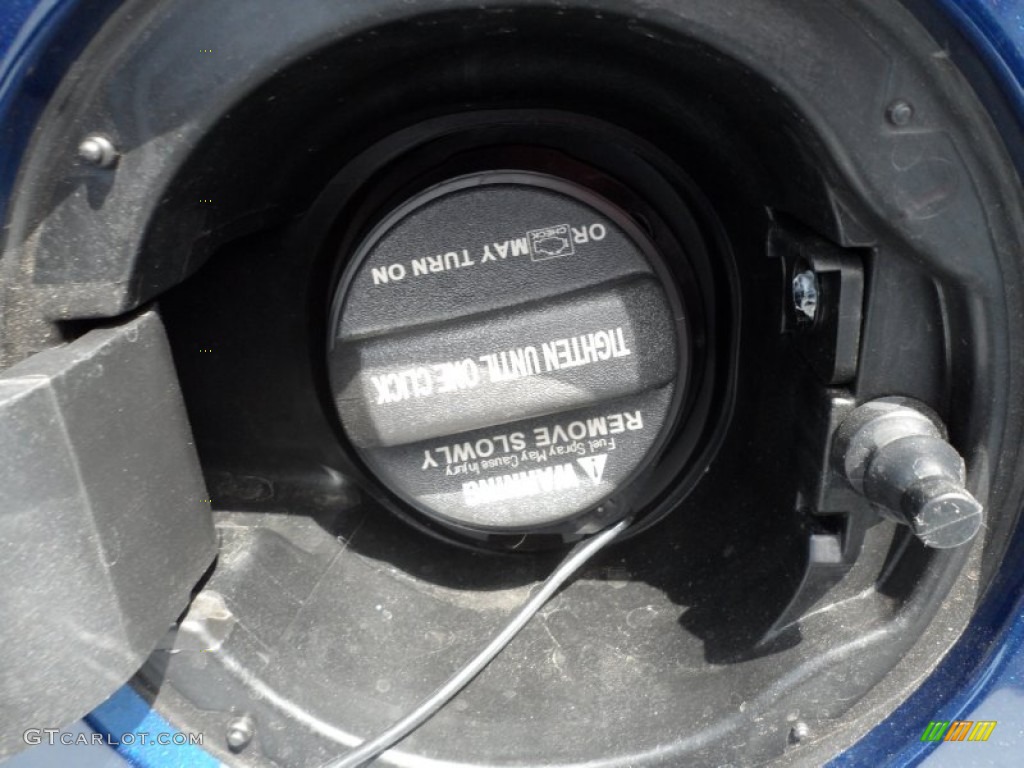 WARNING
Fuel Spray May Cause Injury
REMOVE SLOWLY
TIGHTEN UNTIL ONE CLICK
OR CHECK MAY TURN ON
GTCARLOT.COM